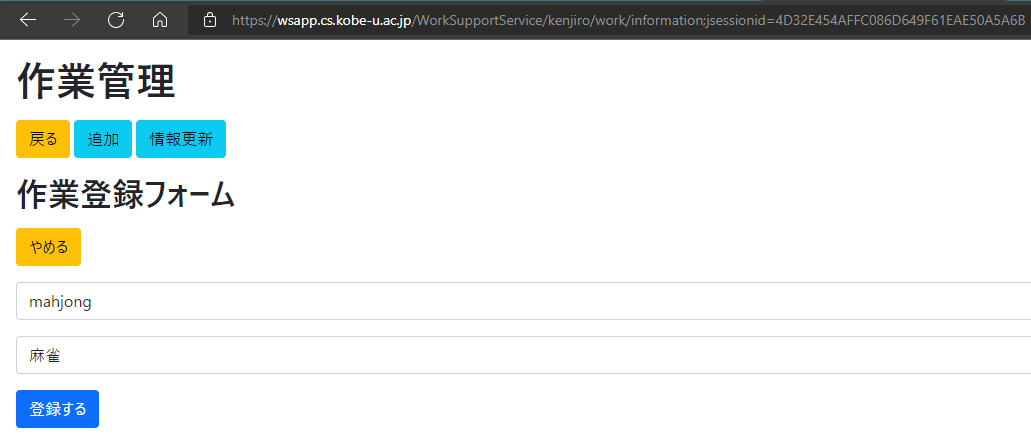 https://wsapp.cs.kobe-u.ac.jp/WorkSupportService/kenjiro/work/information;jsessionid=4D32E454AFFC086D649F61EAE50A5A6B
作業管理
戻る 追加 情報更新
作業登録フォーム
やめる
mahjong
麻雀
登録する